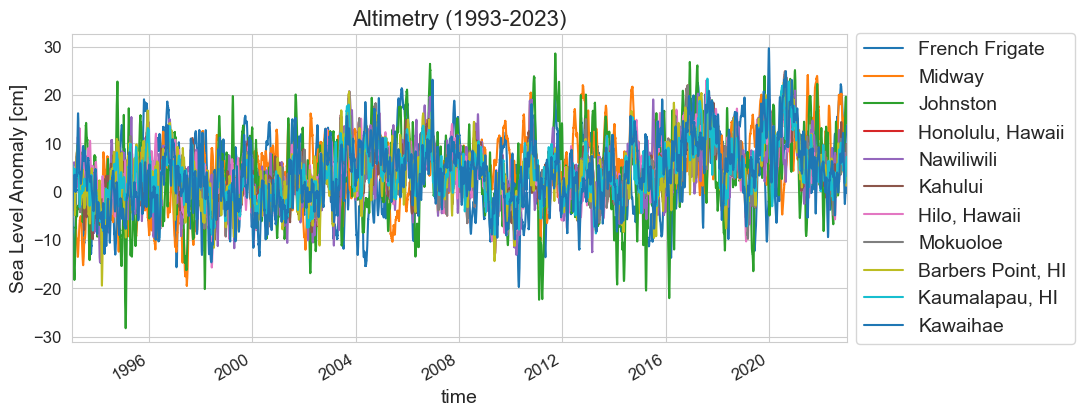 Altimetry (1993-2023)
Sea Level Anomaly [cm]
30
20
10
0
−10
−20
−30
1996
2000
2004
2008
2012
2016
2020
time
French Frigate
Midway
Johnston
Honolulu, Hawaii
Nawiliwili
Kahului
Hilo, Hawaii
Mokuoloe
Barbers Point, HI
Kaumalapau, HI
Kawaihae